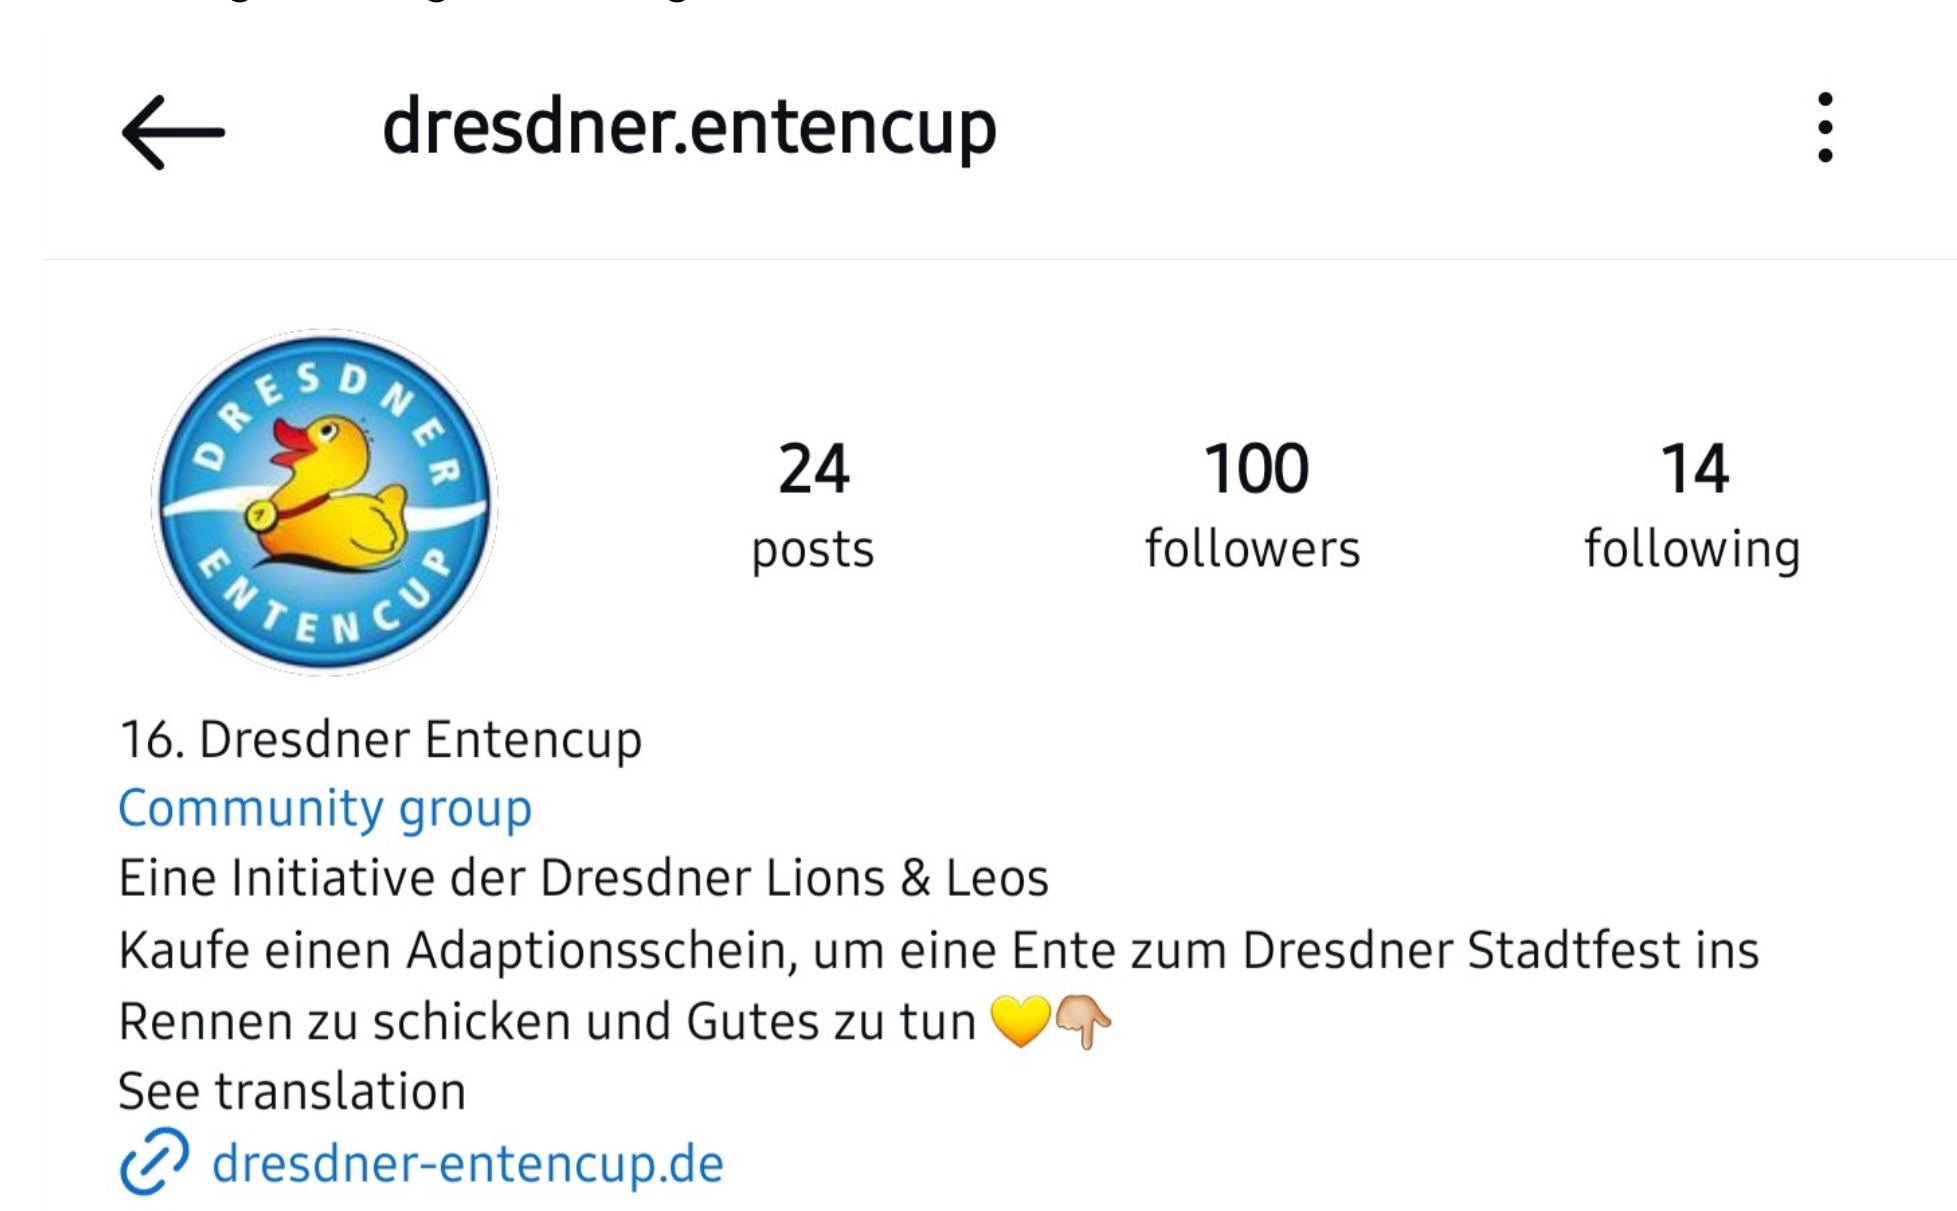 dresdner.entencup
DRESDNER
ENTENCUP
24
posts
100
followers
14
following
16. Dresdner Entencup
Community group
Eine Initiative der Dresdner Lions & Leos
Kaufe einen Adaptionsschein, um eine Ente zum Dresdner Stadtfest ins
Rennen zu schicken und Gutes zu tun 💛👇🏼
See translation
dresdner-entencup.de